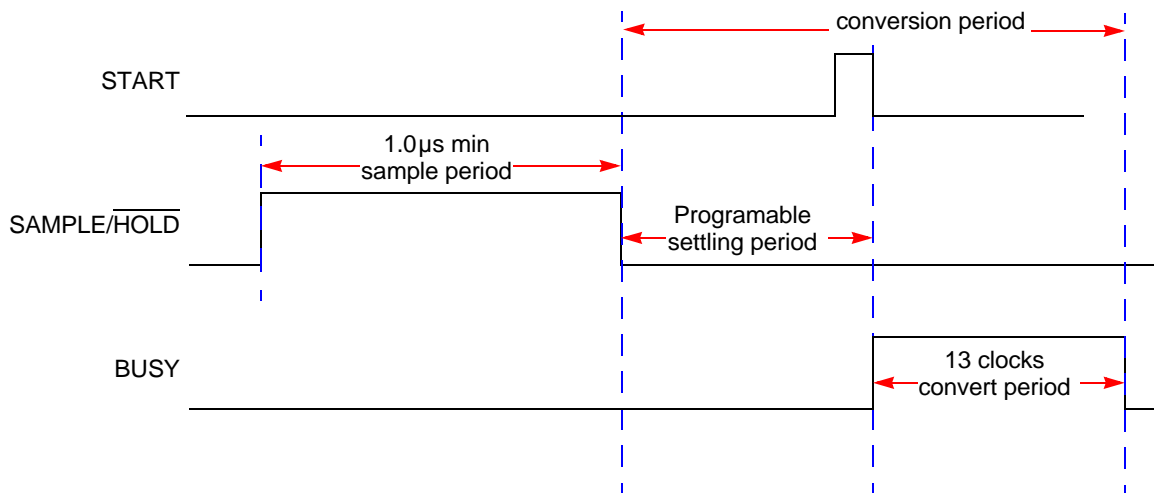 conversion period
START
1.0µs min
sample period
SAMPLE/HOLD
Programable
settling period
BUSY
13 clocks
convert period